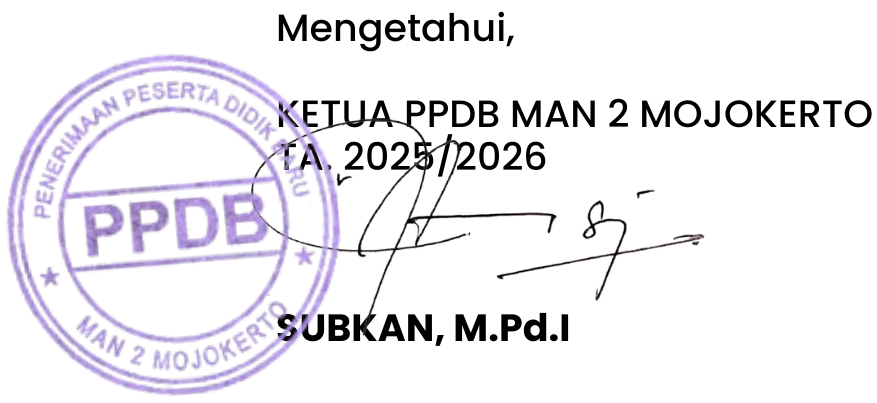 Mengetahui,
KETUA PPDB MAN 2 MOJOKERTO
TA. 2025/2026
PENERIMAAN PESERTA DIDIK BARU
PPDB
MAN 2 MOJOKERTO
SUBKAN, M.Pd.I